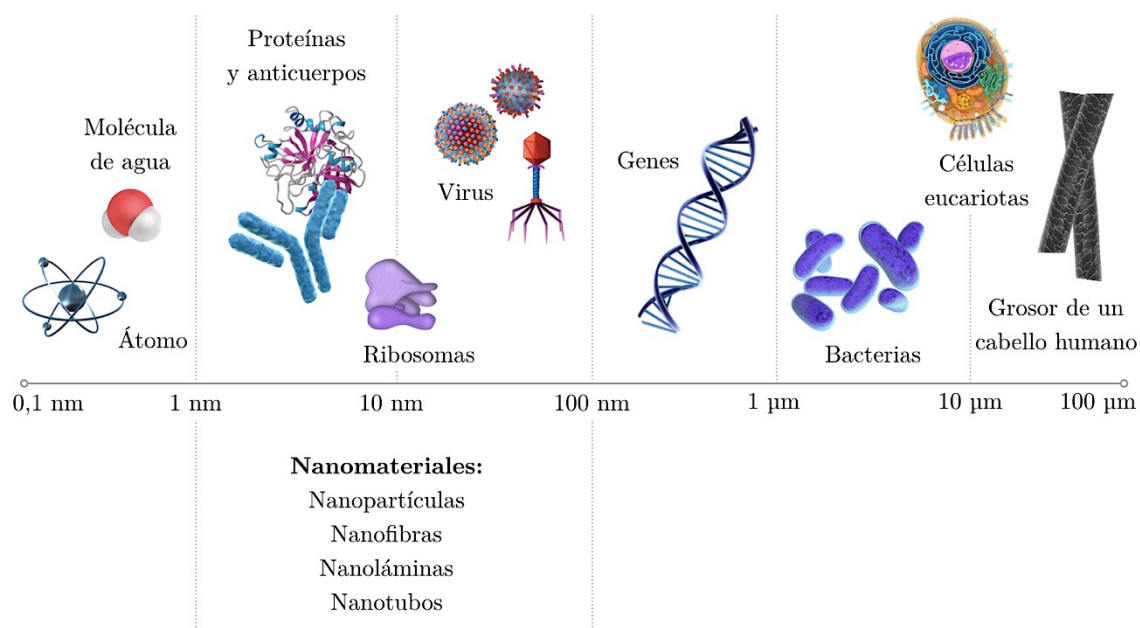 Proteínas
y anticuerpos
Molécula
de agua
Átomo
Ribosomas
Virus
Genes
Células
eucariotas
Bacterias
Grosor de un
cabello humano
0,1 nm
1 nm
10 nm
100 nm
1 µm
10 µm
100 µm
Nanomateriales:
Nanopartículas
Nanofibras
Nanoláminas
Nanotubos